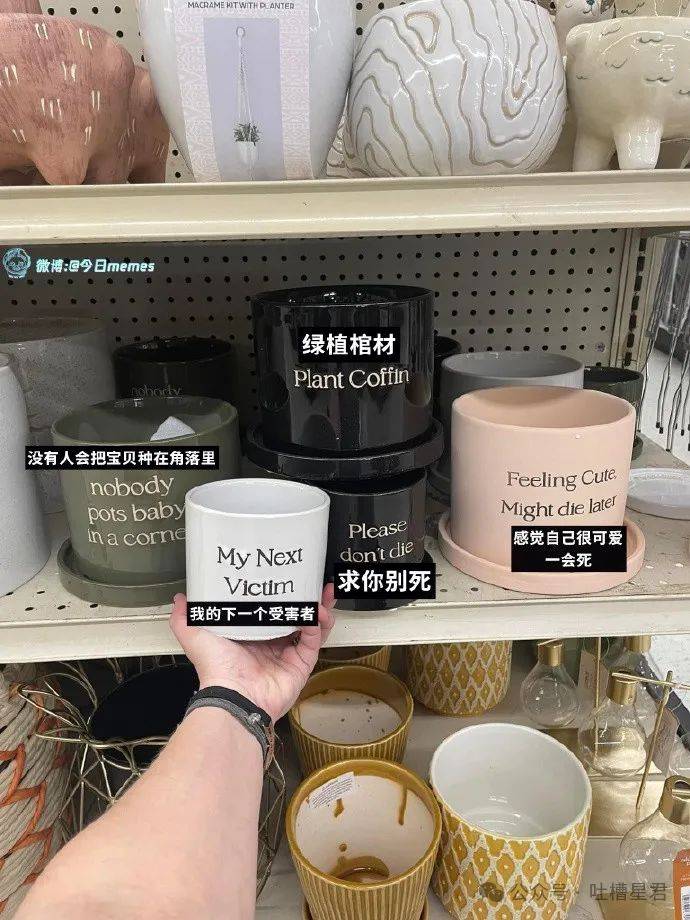 MACRAME KIT WITH PLANTER
微博:@今日memes
绿植棺材
Plant Coffin
nobody
没有人会把宝贝种在角落里
nobody
pots baby
in a corne
Feeling Cute,
Might die later
感觉自己很可爱
一会死
My Next
Victim
我的下一个受害者
Please
don't die
求你别死
公众号 · 吐槽星君